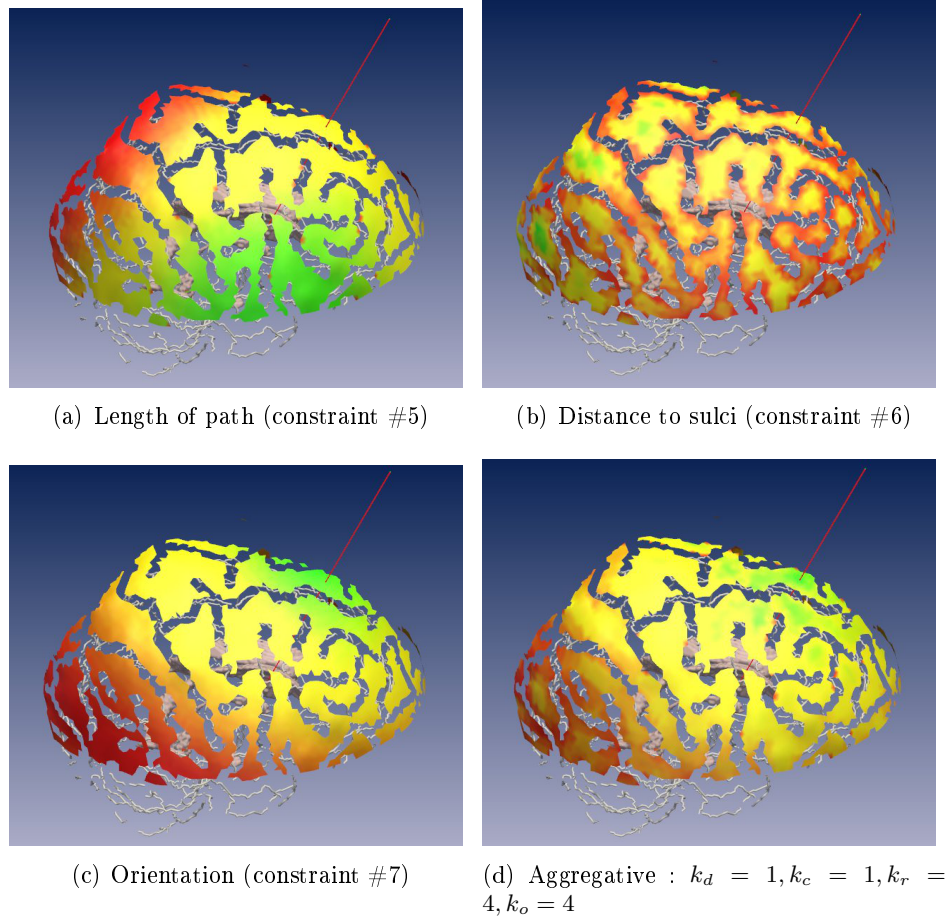 (a) Length of path (constraint #5)
(b) Distance to sulci (constraint #6)
(c) Orientation (constraint #7)
(d) Aggregative : k_d = 1, k_c = 1, k_r =
4, k_o = 4